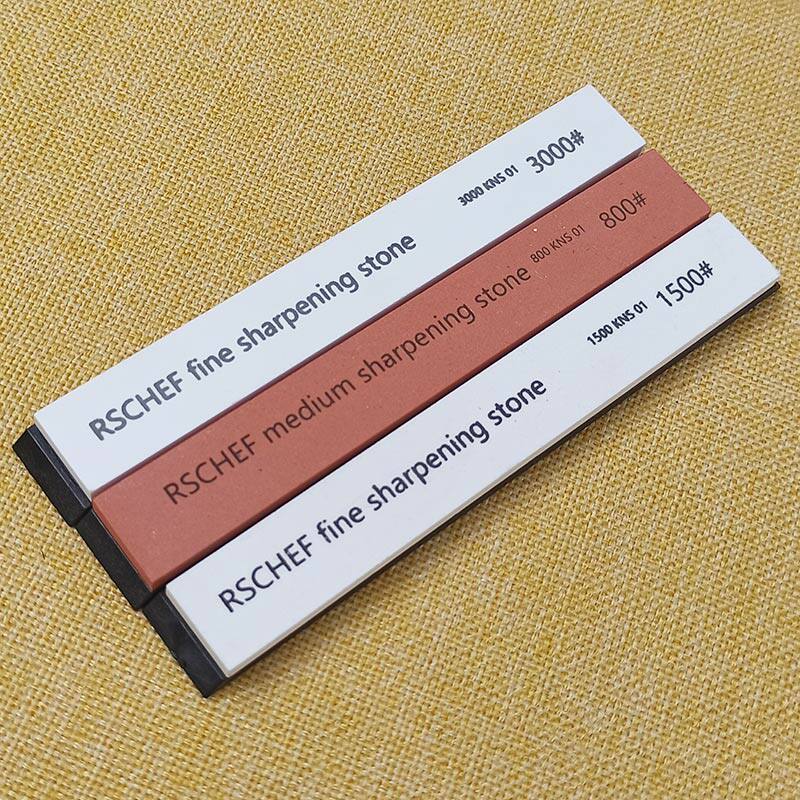 RSCHEF fine sharpening stone 3000 KNS 01 3000#
RSCHEF medium sharpening stone 800 KNS 01 800#
RSCHEF fine sharpening stone 1500 KNS 01 1500#